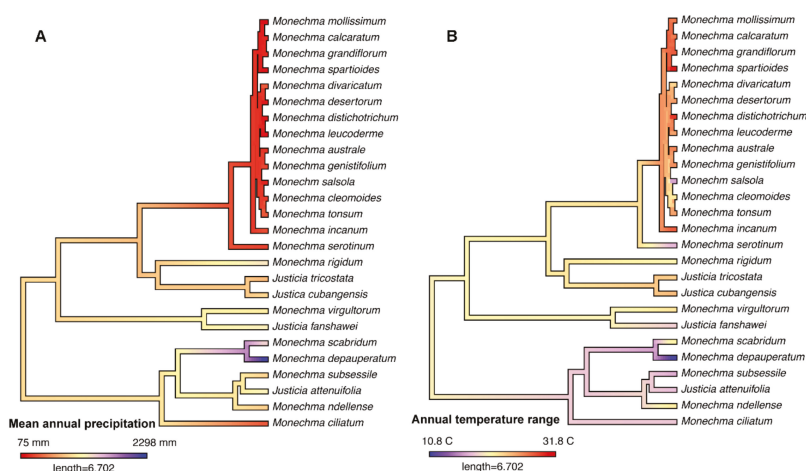 A
Monechma mollissimum
Monechma calcaratum
Monechma grandiflorum
Monechma spartioides
Monechma divaricatum
Monechma desertorum
Monechma distichotrichum
Monechma leucoderme
Monechma australe
Monechma genistifolium
Monechm salsola
Monechma cleomoides
Monechma tonsum
Monechma incanum
Monechma serotinum
Monechma rigidum
Justicia tricostata
Justica cubangensis
Monechma virgultorum
Justicia fanshawei
Monechma scabridum
Monechma depauperatum
Monechma subsessile
Justicia attenuifolia
Monechma ndellense
Monechma ciliatum
Mean annual precipitation
75 mm 2298 mm
length=6.702
B
Monechma mollissimum
Monechma calcaratum
Monechma grandiflorum
Monechma spartioides
Monechma divaricatum
Monechma desertorum
Monechma distichotrichum
Monechma leucoderme
Monechma australe
Monechma genistifolium
Monechm salsola
Monechma cleomoides
Monechma tonsum
Monechma incanum
Monechma serotinum
Monechma rigidum
Justicia tricostata
Justica cubangensis
Monechma virgultorum
Justicia fanshawei
Monechma scabridum
Monechma depauperatum
Monechma subsessile
Justicia attenuifolia
Monechma ndellense
Monechma ciliatum
Annual temperature range
10.8 C 31.8 C
length=6.702